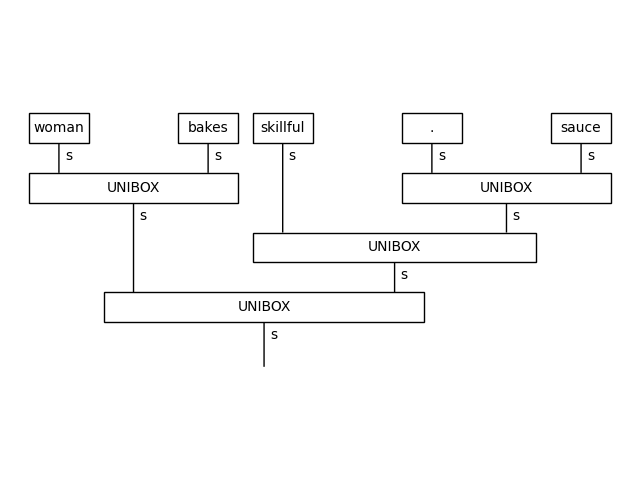 woman bakes skillful . sauce
s s s s s
UNIBOX UNIBOX
s s
UNIBOX
s
UNIBOX
s